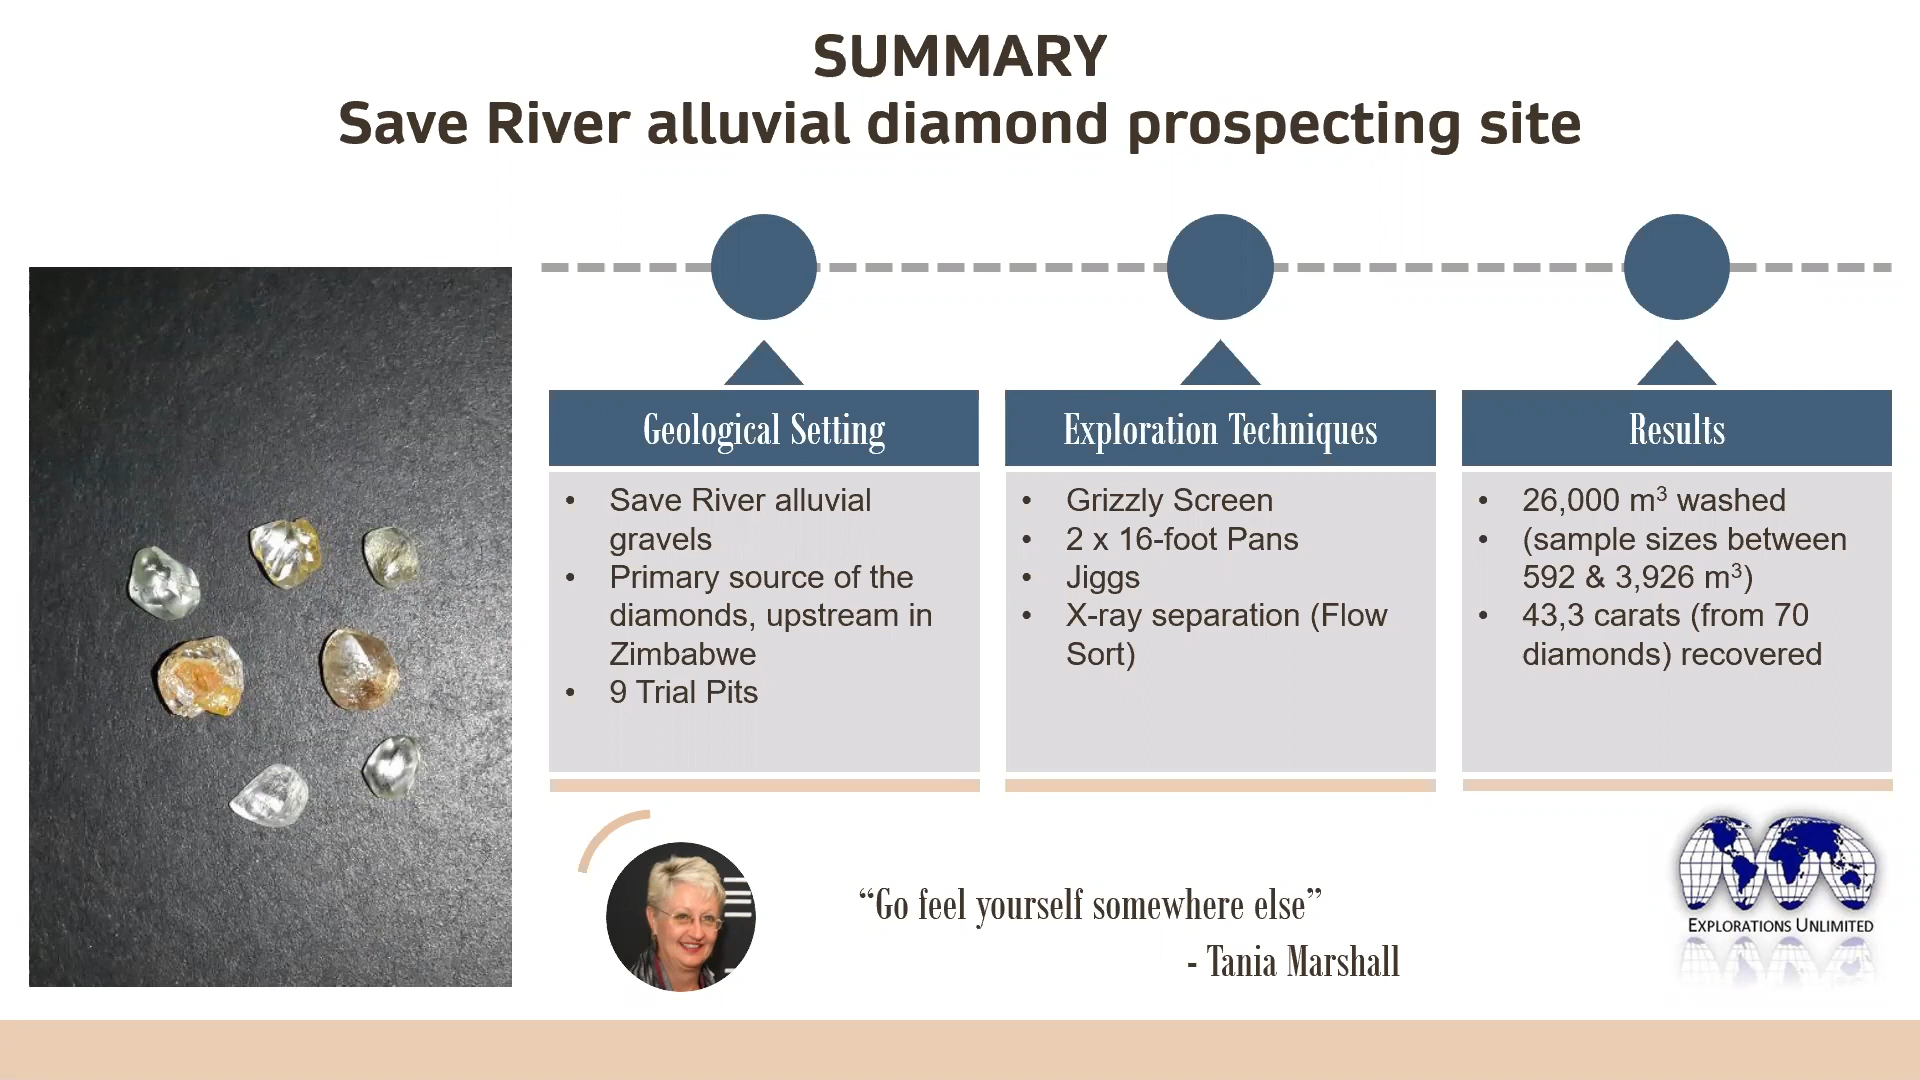 SUMMARY
Save River alluvial diamond prospecting site
Geological Setting
• Save River alluvial
gravels
• Primary source of the
diamonds, upstream in
Zimbabwe
• 9 Trial Pits
Exploration Techniques
• Grizzly Screen
• 2 x 16-foot Pans
• Jiggs
• X-ray separation (Flow
Sort)
Results
• 26,000 m³ washed
• (sample sizes between
592 & 3,926 m³)
• 43,3 carats (from 70
diamonds) recovered
“Go feel yourself somewhere else”
- Tania Marshall
EXPLORATIONS UNLIMITED